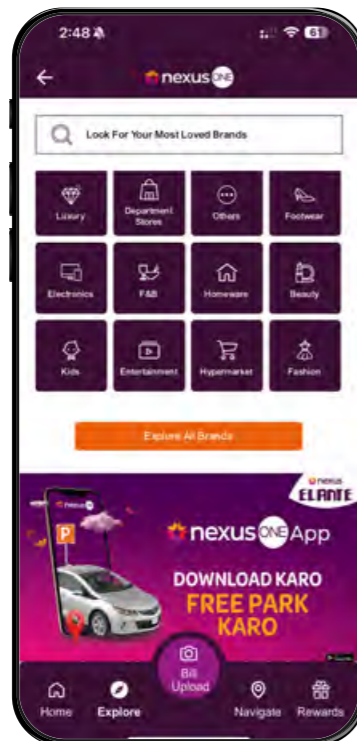 2:48
61
nexus ONE
Look For Your Most Loved Brands
Luxury
Department
Stores
Others
Footwear
Electronics
F&B
Homeware
Beauty
Kids
Entertainment
Hypermarket
Fashion
Explore All Brands
nexus
ELANTE
nexus ONE
P
nexus ONE App
DOWNLOAD KARO
FREE PARK
KARO
Bill
Upload
Home
Explore
Navigate
Rewards